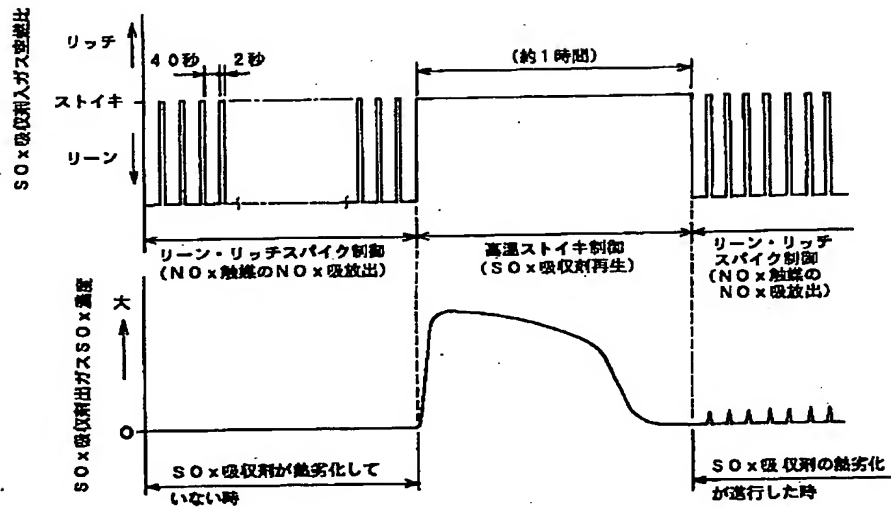 SOx吸収剤入ガス空燃比
リッチ
40秒
2秒
ストイキ
リーン
(約1時間)
リーン・リッチスパイク制御
(NOx触媒のNOx吸放出)
高温ストイキ制御
(SOx吸収剤再生)
リーン・リッチ
スパイク制御
(NOx触媒の
NOx吸放出)
SOx吸収剤出ガスSOx濃度
大
0
SOx吸収剤が熱劣化して
いない時
SOx吸収剤の熱劣化
が進行した時